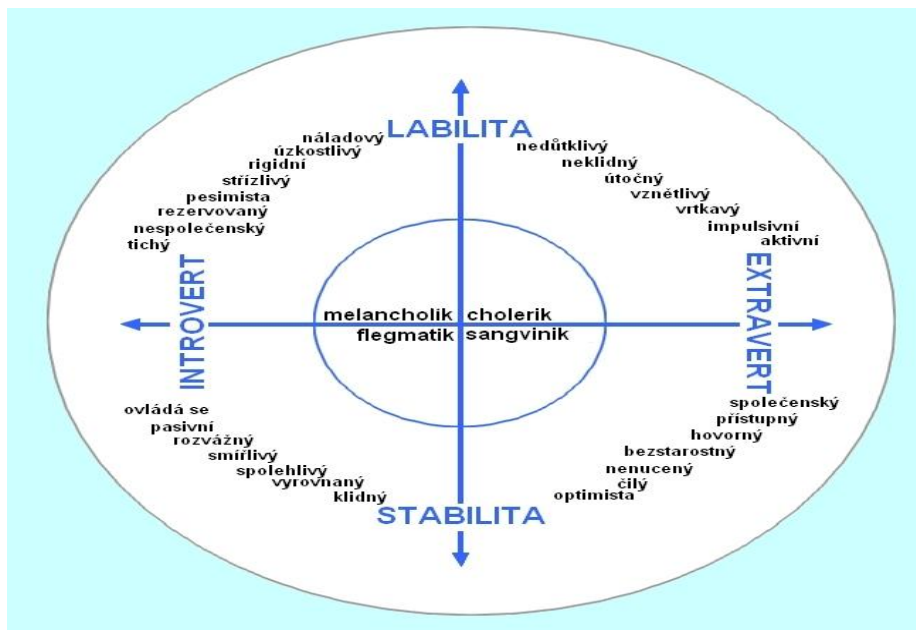 LABILITA
náladový
úzkostlivý
rigidní
střízlivý
pesimista
rezervovaný
nespolečenský
tichý
nedůtklivý
neklidný
útočný
vznětlivý
vrtkavý
impulsivní
aktivní
INTROVERT
EXTRAVERT
melancholik cholerik
flegmatik sangvinik
ovládá se
pasivní
rozvážný
smířlivý
spolehlivý
vyrovnaný
klidný
společenský
přístupný
hovorný
bezstarostný
nenucený
čilý
optimista
STABILITA